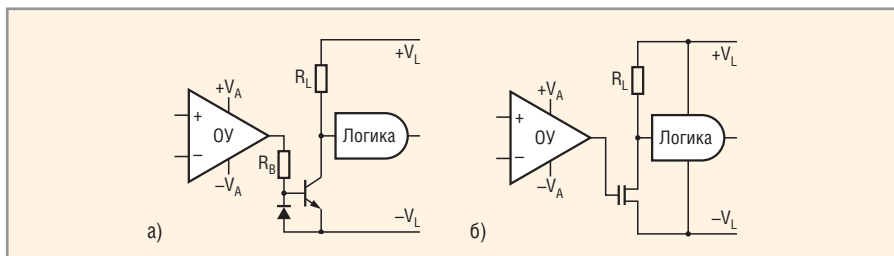 +V_L
R_L
+V_A
+
ОУ
−
−V_A
R_B
Логика
−V_L
а)
+V_L
R_L
+V_A
+
ОУ
−
−V_A
Логика
−V_L
б)